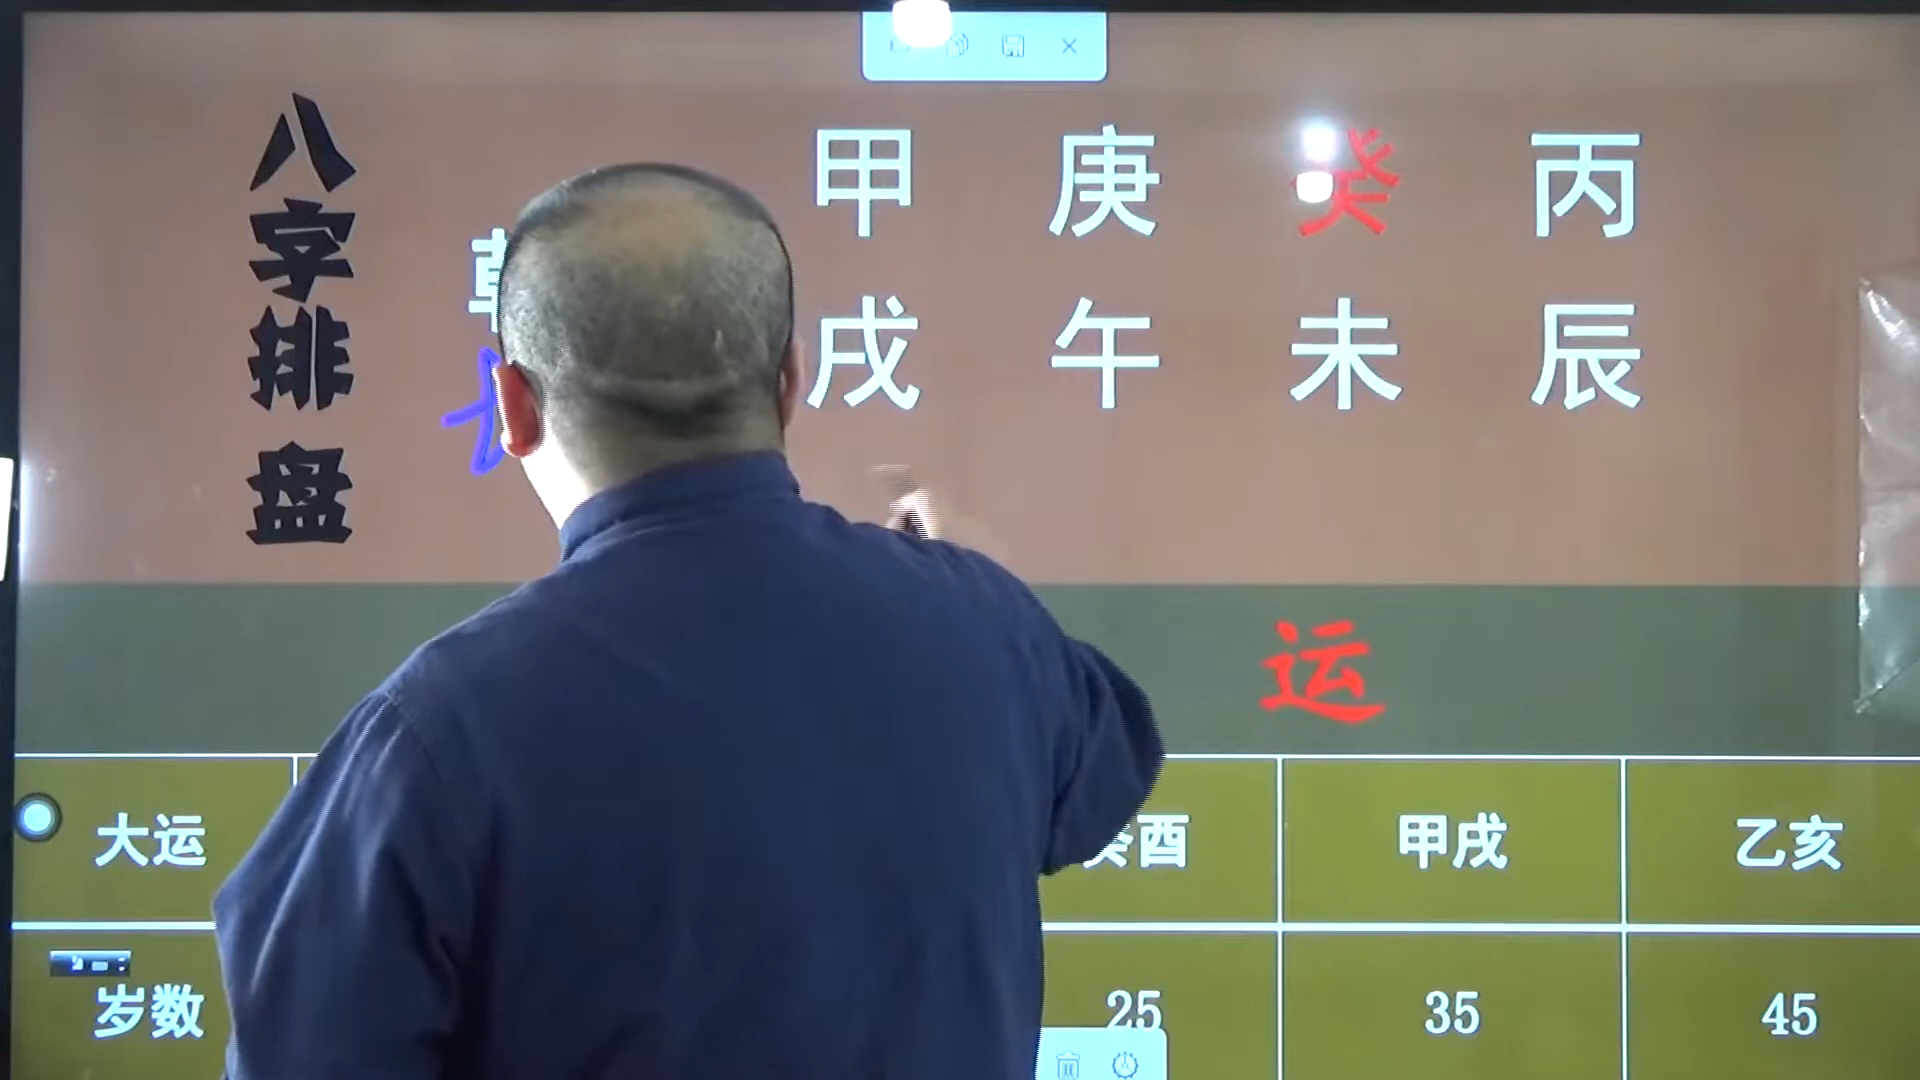 八字排盘
甲 庚 癸 丙
戌 午 未 辰
运
大运 癸酉 甲戌 乙亥
岁数 25 35 45